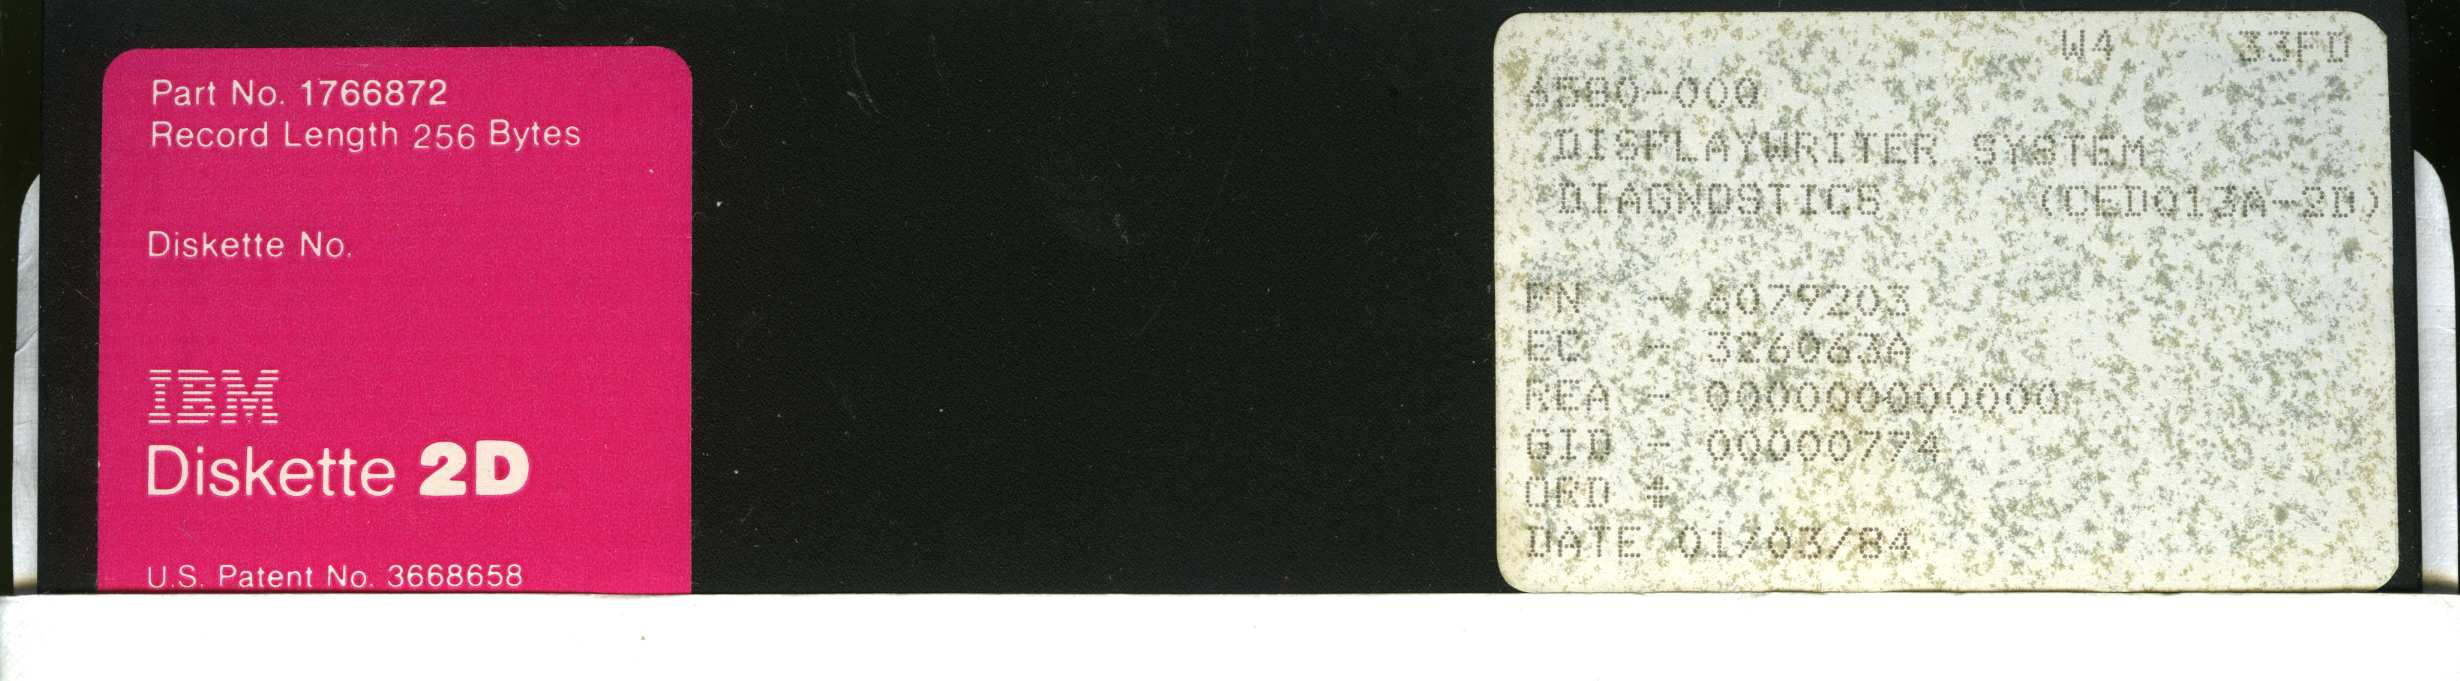 Part No. 1766872
Record Length 256 Bytes
Diskette No.
IBM
Diskette 2D
U.S. Patent No. 3668658
W4 33FD
6580-000
DISPLAYWRITER SYSTEM
DIAGNOSTICS (CED012A-2D)
PN - 6079203
EC - 326063A
REA - 000000000000
GID - 00000774
ORD #
DATE 01/03/84